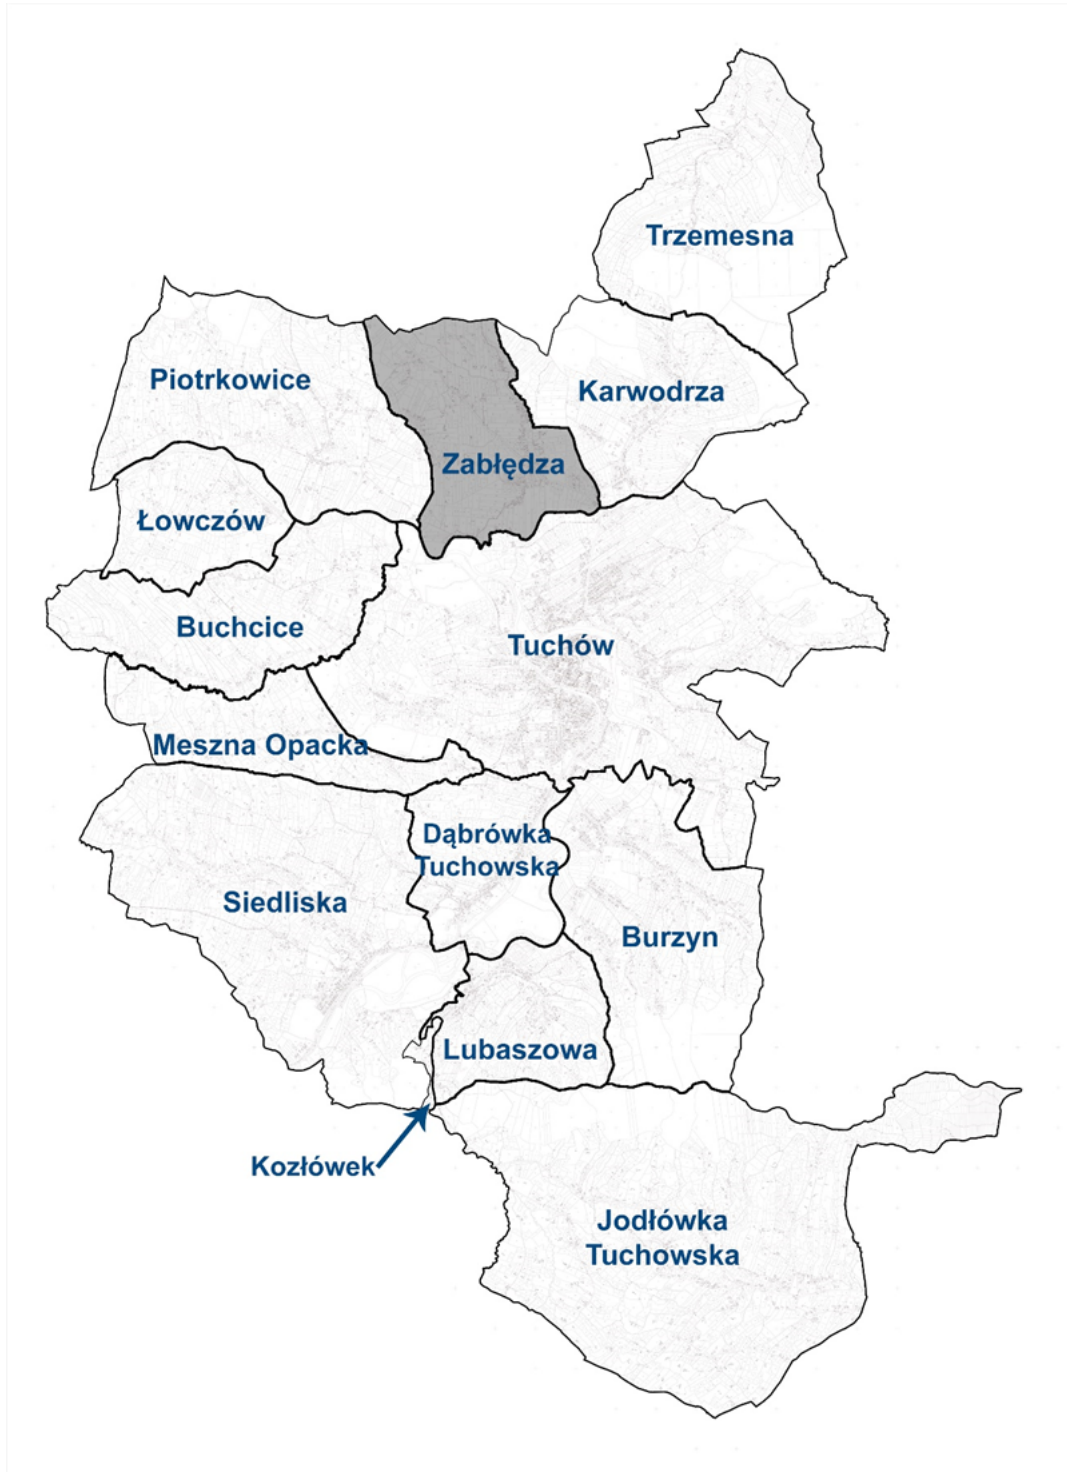 Trzemesna
Piotrkowice
Karwodrza
Zabłędza
Łowczów
Buchcice
Tuchów
Meszna Opacka
Dąbrówka
Tuchowska
Siedliska
Burzyn
Lubaszowa
Kozłówek
Jodłówka
Tuchowska